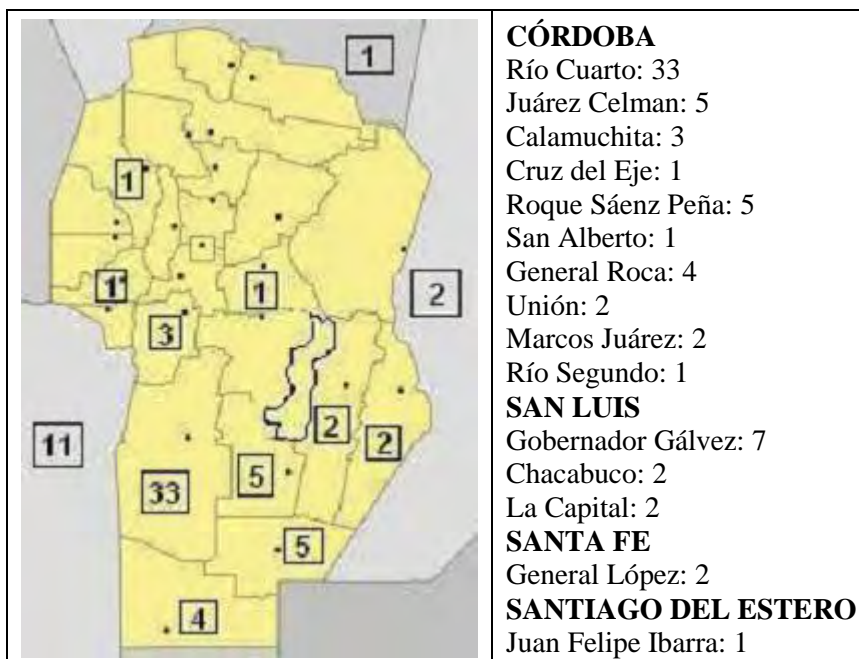 1
1
1
1
2
3
11
2
2
33
5
5
4
CÓRDOBA
Río Cuarto: 33
Juárez Celman: 5
Calamuchita: 3
Cruz del Eje: 1
Roque Sáenz Peña: 5
San Alberto: 1
General Roca: 4
Unión: 2
Marcos Juárez: 2
Río Segundo: 1
SAN LUIS
Gobernador Gálvez: 7
Chacabuco: 2
La Capital: 2
SANTA FE
General López: 2
SANTIAGO DEL ESTERO
Juan Felipe Ibarra: 1